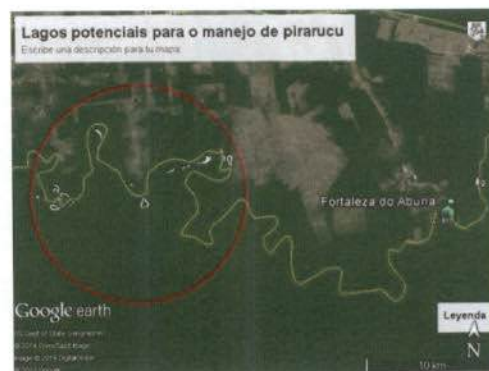 Lagos potenciais para o manejo de pirarucu
Escribe una descripción para tu mapa
Fortaleza do Abunã
Google earth
Leyenda
N
10 km